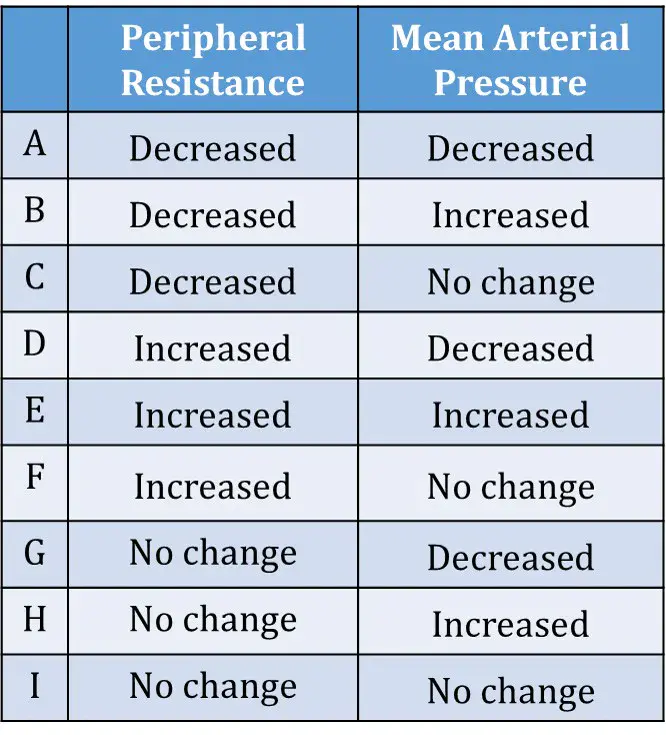 Peripheral Resistance Mean Arterial Pressure
A Decreased Decreased
B Decreased Increased
C Decreased No change
D Increased Decreased
E Increased Increased
F Increased No change
G No change Decreased
H No change Increased
I No change No change